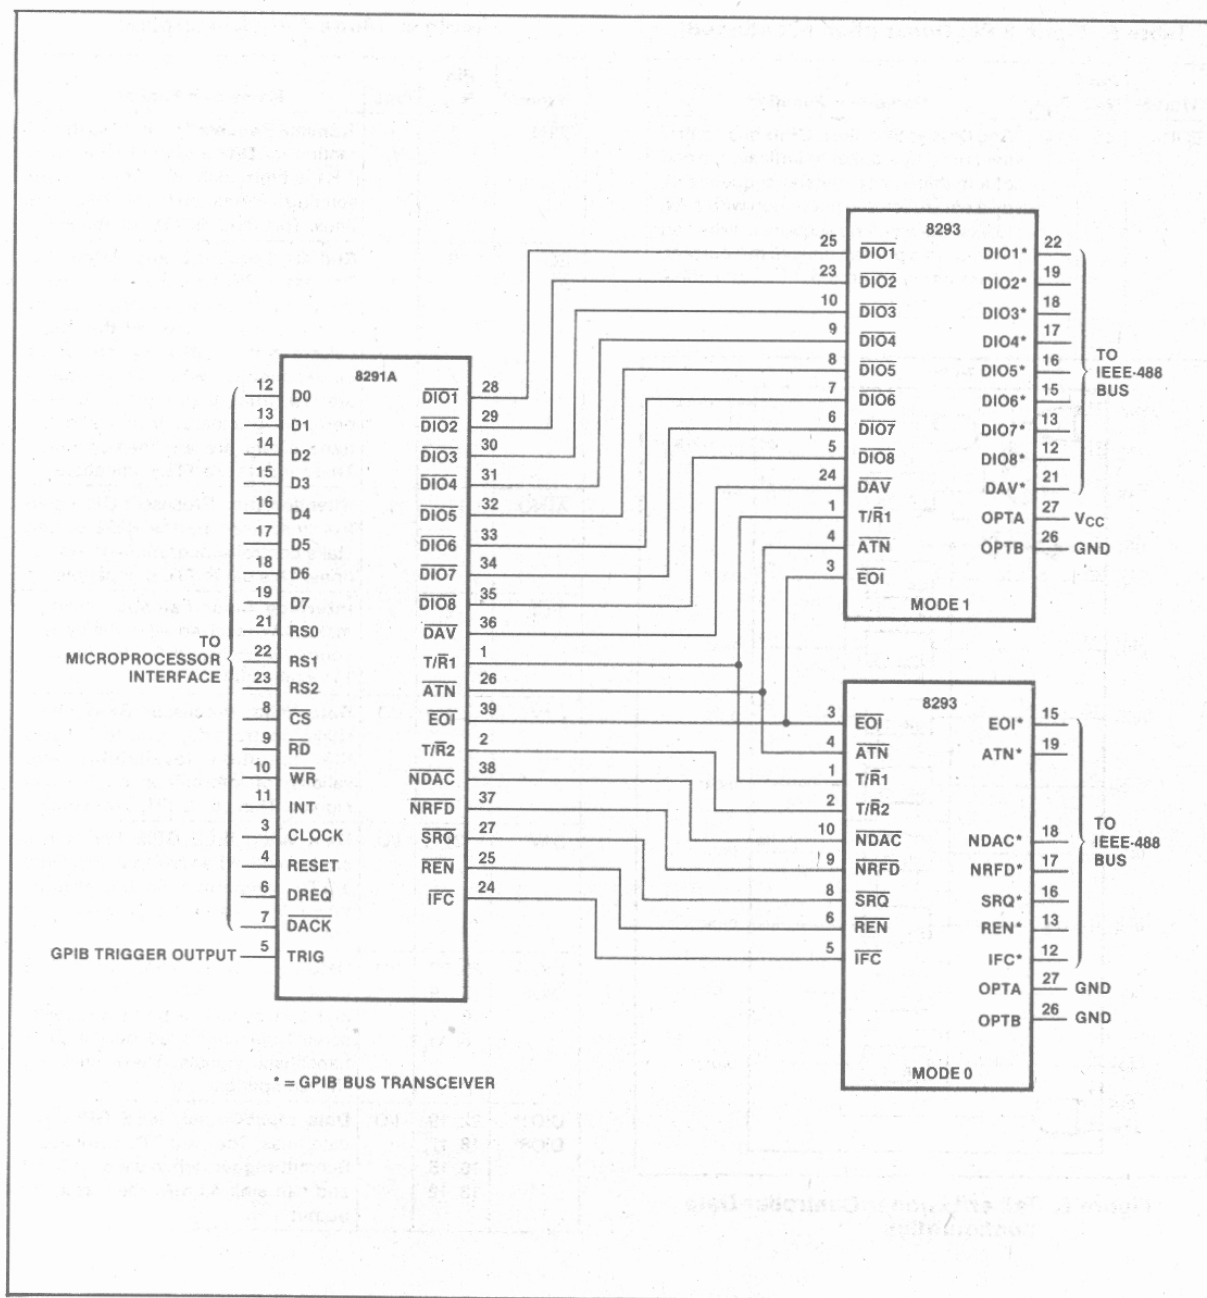 8293
25 DIO1 DIO1* 22
23 DIO2 DIO2* 19
10 DIO3 DIO3* 18
9 DIO4 DIO4* 17
8 DIO5 DIO5* 16
7 DIO6 DIO6* 15
6 DIO7 DIO7* 13
5 DIO8 DIO8* 12
24 DAV DAV* 21
1 T/R̅1 OPTA 27 VCC
4 ATN OPTB 26 GND
3 EOI
MODE 1
TO
IEEE-488
BUS
8291A
12 D0 DIO1 28
13 D1 DIO2 29
14 D2 DIO3 30
15 D3 DIO4 31
16 D4 DIO5 32
17 D5 DIO6 33
18 D6 DIO7 34
19 D7 DIO8 35
21 RS0 DAV 36
22 RS1 T/R̅1 1
23 RS2 ATN 26
8 CS EOI 39
9 RD T/R̅2 2
10 WR NDAC 38
11 INT NRFD 37
3 CLOCK SRQ 27
4 RESET REN 25
6 DREQ IFC 24
7 DACK
GPIB TRIGGER OUTPUT 5 TRIG
TO
MICROPROCESSOR
INTERFACE
8293
3 EOI EOI* 15
4 ATN ATN* 19
1 T/R̅1
2 T/R̅2
10 NDAC NDAC* 18
9 NRFD NRFD* 17
8 SRQ SRQ* 16
6 REN REN* 13
5 IFC IFC* 12
OPTA 27 GND
OPTB 26 GND
MODE 0
TO
IEEE-488
BUS
* = GPIB BUS TRANSCEIVER